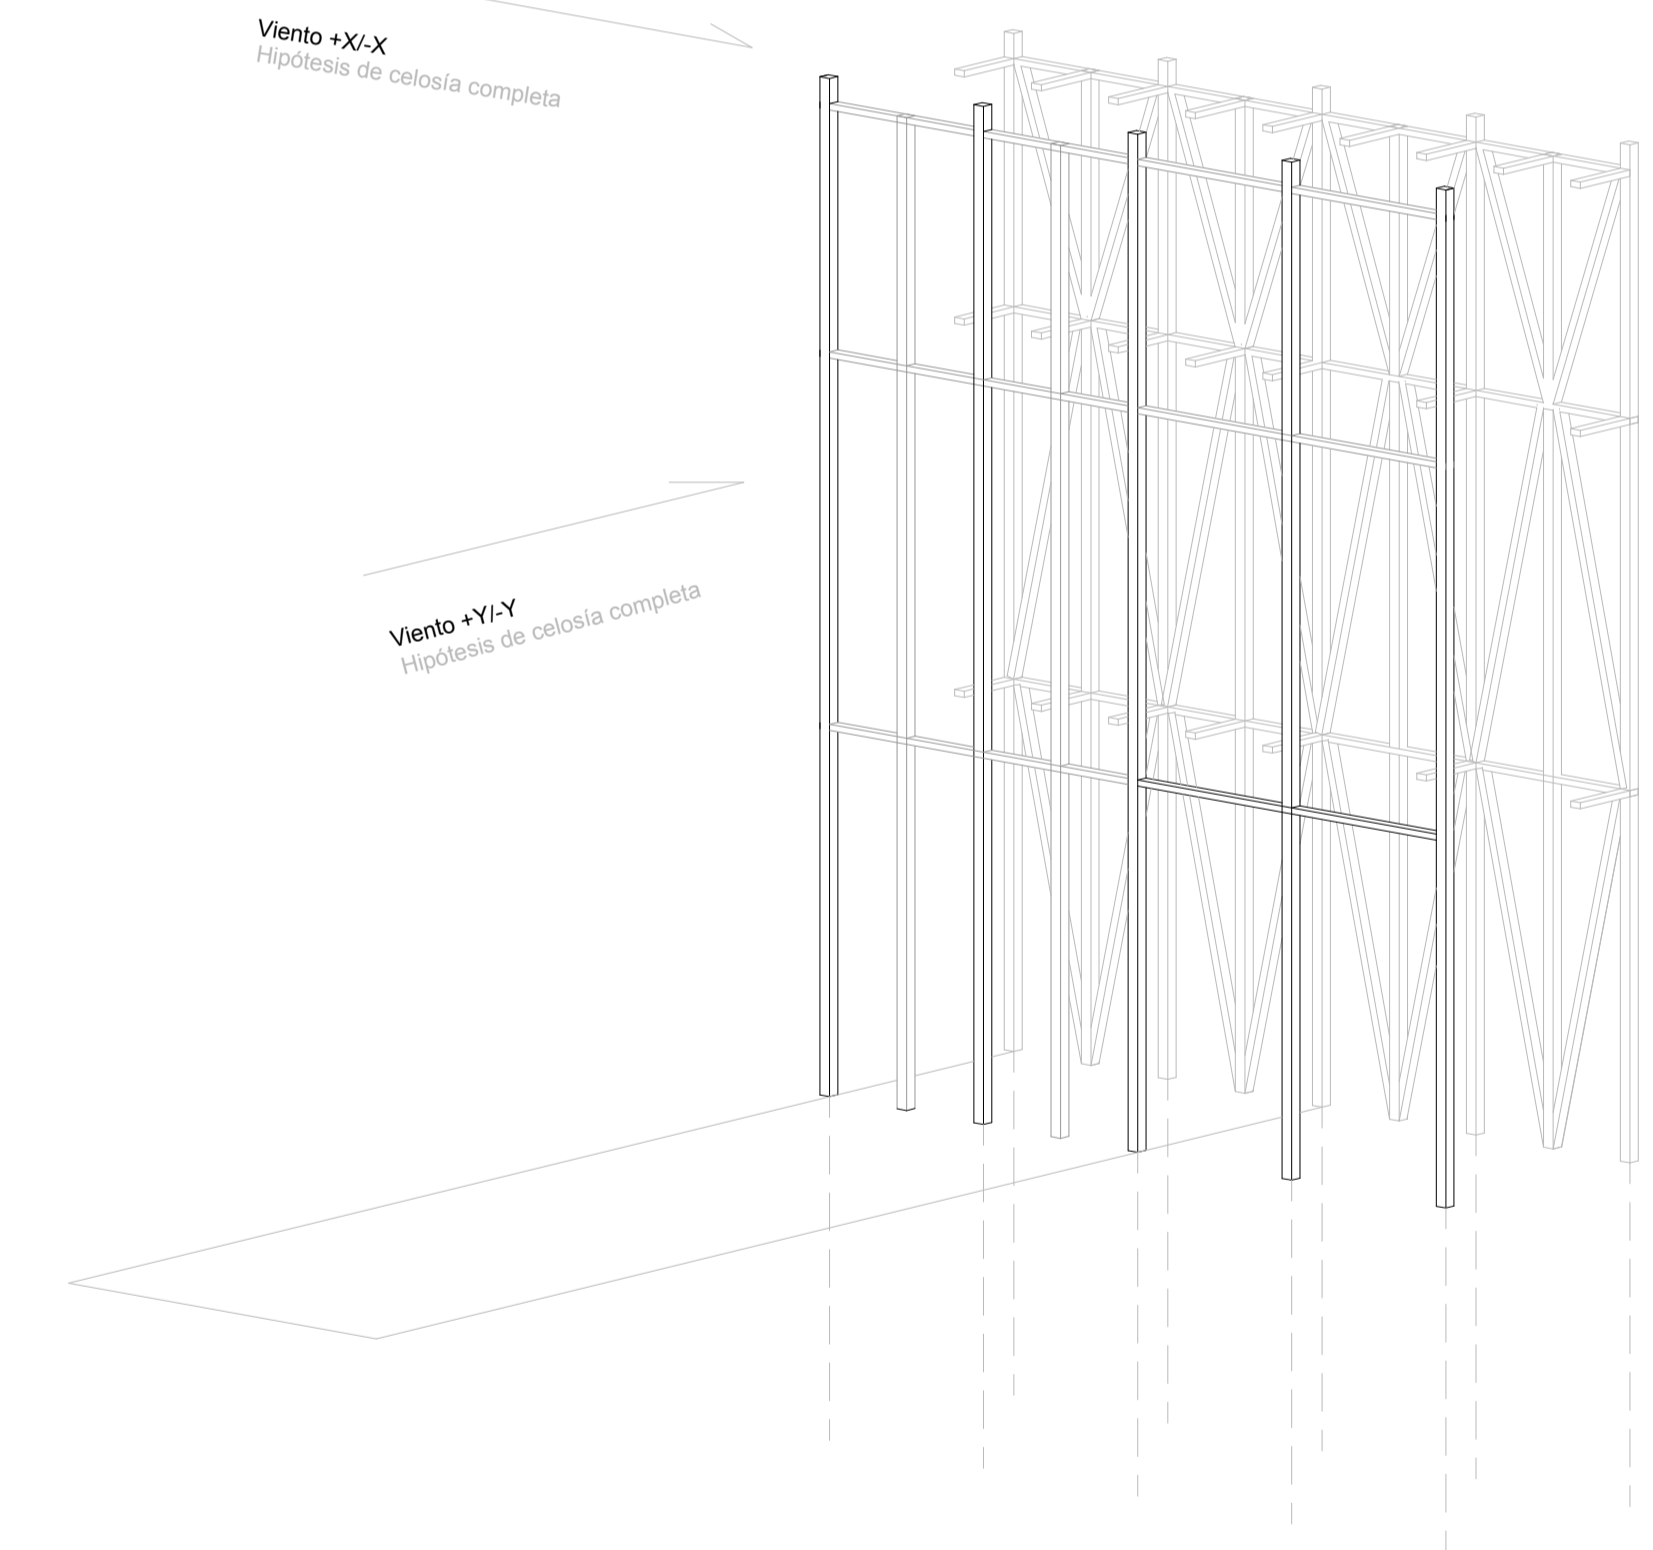 Viento +X/-X
Hipótesis de celosía completa
Viento +Y/-Y
Hipótesis de celosía completa